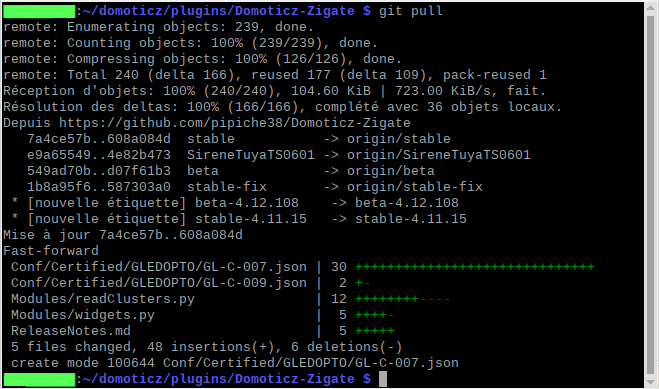 :~/domoticz/plugins/Domoticz-Zigate $ git pull
remote: Enumerating objects: 239, done.
remote: Counting objects: 100% (239/239), done.
remote: Compressing objects: 100% (126/126), done.
remote: Total 240 (delta 166), reused 177 (delta 109), pack-reused 1
Réception d'objets: 100% (240/240), 104.60 KiB | 723.00 KiB/s, fait.
Résolution des deltas: 100% (166/166), complété avec 36 objets locaux.
Depuis https://github.com/pipiche38/Domoticz-Zigate
   7a4ce57b..608a084d  stable           -> origin/stable
   e9a65549..4e82b473  SireneTuyaTS0601 -> origin/SireneTuyaTS0601
   549ad70b..d07f61b3  beta             -> origin/beta
   1b8a95f6..587303a0  stable-fix       -> origin/stable-fix
 * [nouvelle étiquette] beta-4.12.108    -> beta-4.12.108
 * [nouvelle étiquette] stable-4.11.15   -> stable-4.11.15
Mise à jour 7a4ce57b..608a084d
Fast-forward
 Conf/Certified/GLEDOPTO/GL-C-007.json | 30 ++++++++++++++++++++++++++++++
 Conf/Certified/GLEDOPTO/GL-C-009.json |  2 +-
 Modules/readClusters.py               | 12 ++++++++----
 Modules/widgets.py                    |  5 ++++-
 ReleaseNotes.md                       |  5 +++++
 5 files changed, 48 insertions(+), 6 deletions(-)
 create mode 100644 Conf/Certified/GLEDOPTO/GL-C-007.json
:~/domoticz/plugins/Domoticz-Zigate $